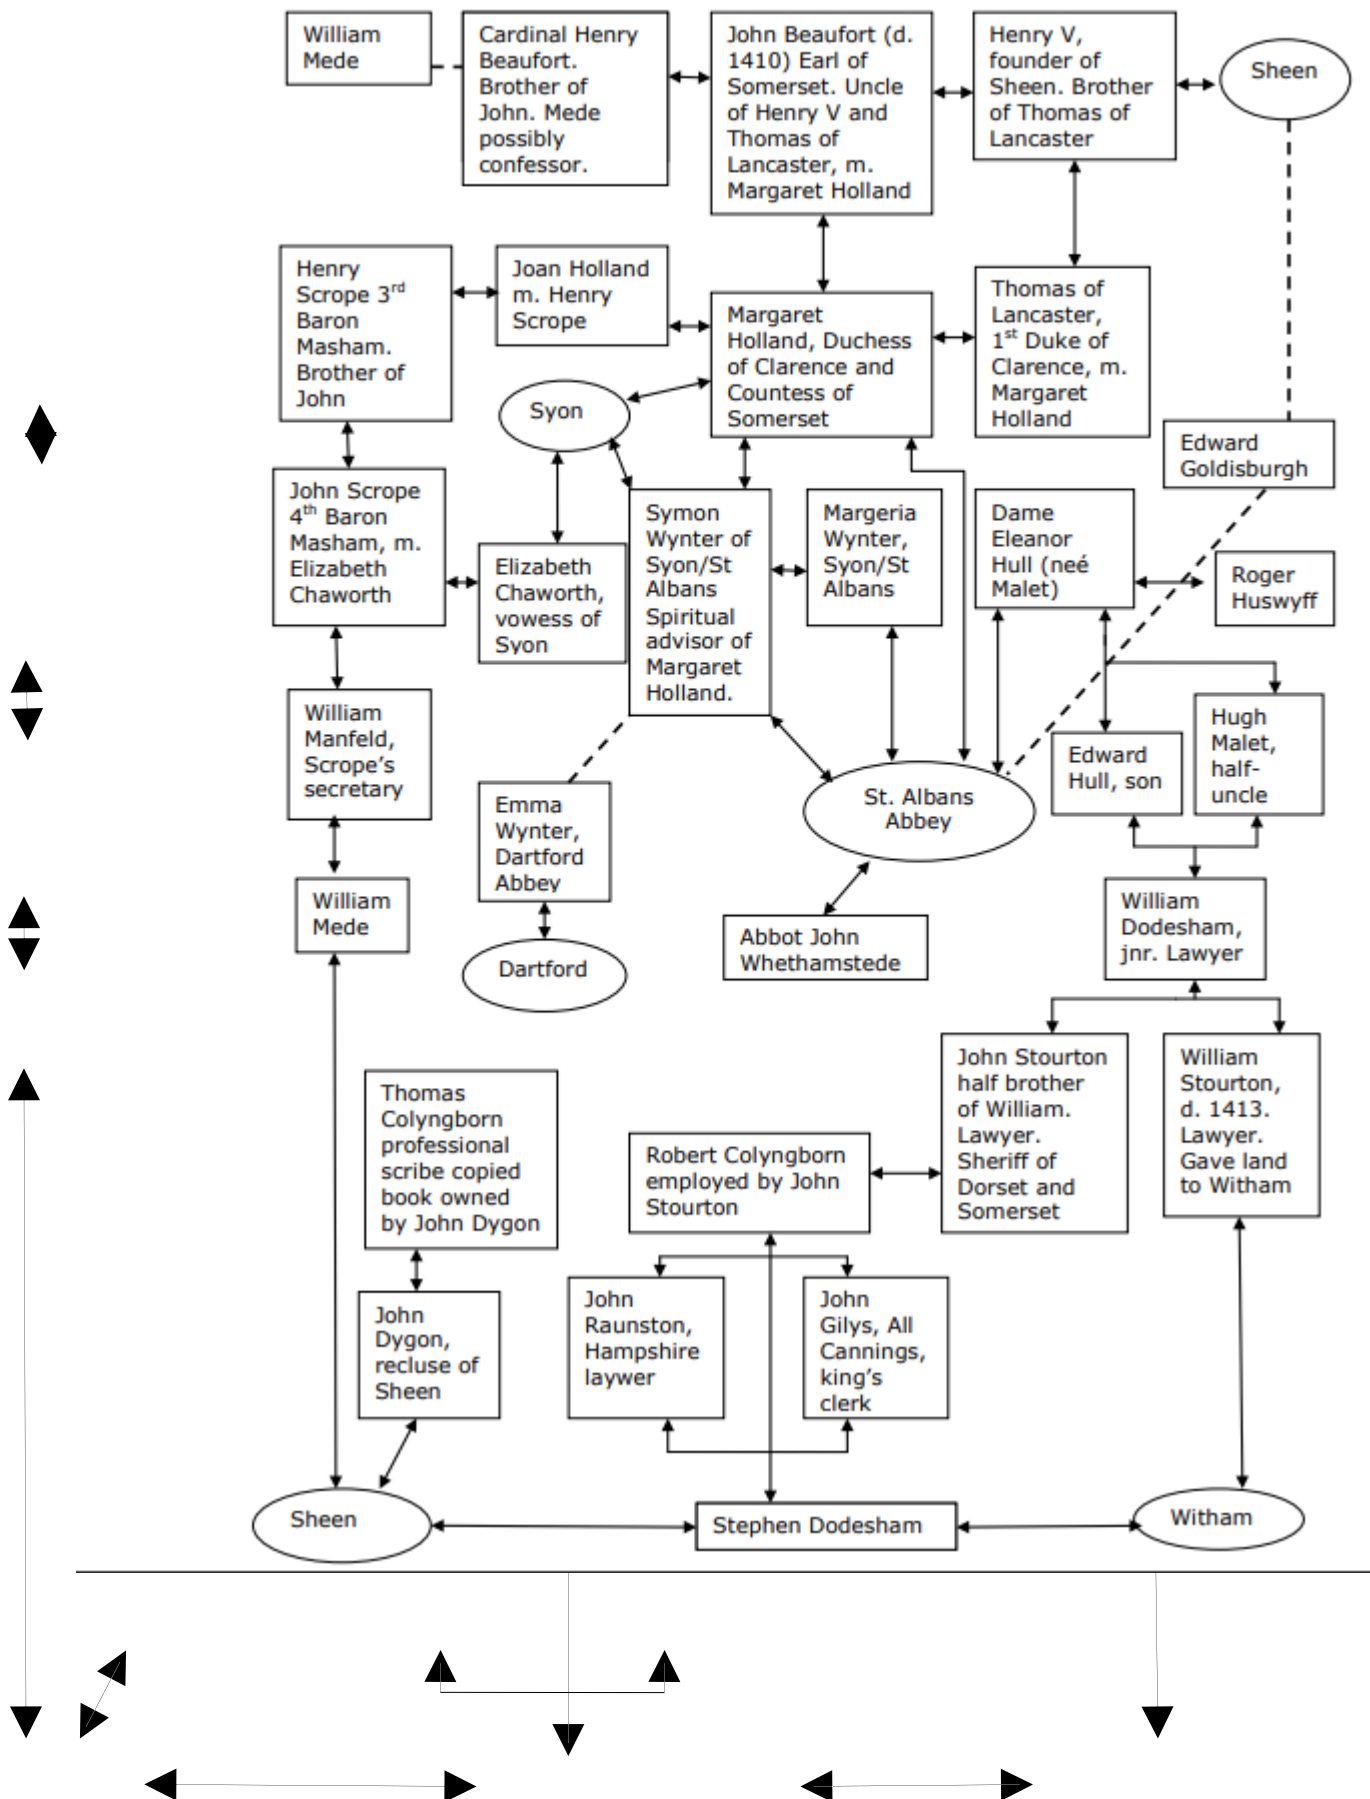 William
Mede
Cardinal Henry
Beaufort.
Brother of
John. Mede
possibly
confessor.
John Beaufort (d.
1410) Earl of
Somerset. Uncle
of Henry V and
Thomas of
Lancaster, m.
Margaret Holland
Henry V,
founder of
Sheen. Brother
of Thomas of
Lancaster
Sheen
Henry
Scrope 3rd
Baron
Masham.
Brother of
John
Joan Holland
m. Henry
Scrope
Margaret
Holland, Duchess
of Clarence and
Countess of
Somerset
Thomas of
Lancaster,
1st Duke of
Clarence, m.
Margaret
Holland
Syon
Edward
Goldisburgh
John Scrope
4th Baron
Masham, m.
Elizabeth
Chaworth
Elizabeth
Chaworth,
vowess of
Syon
Symon
Wynter of
Syon/St
Albans
Spiritual
advisor of
Margaret
Holland.
Margeria
Wynter,
Syon/St
Albans
Dame
Eleanor
Hull (neé
Malet)
Roger
Huswyff
William
Manfeld,
Scrope's
secretary
Edward
Hull, son
Hugh
Malet,
half-
uncle
Emma
Wynter,
Dartford
Abbey
St. Albans
Abbey
William
Mede
Dartford
Abbot John
Whethamstede
William
Dodesham,
jnr. Lawyer
Thomas
Colyngborn
professional
scribe copied
book owned
by John Dygon
Robert Colyngborn
employed by John
Stourton
John Stourton
half brother
of William.
Lawyer.
Sheriff of
Dorset and
Somerset
William
Stourton,
d. 1413.
Lawyer.
Gave land
to Witham
John
Dygon,
recluse of
Sheen
John
Raunston,
Hampshire
laywer
John
Gilys, All
Cannings,
king's
clerk
Sheen
Stephen Dodesham
Witham